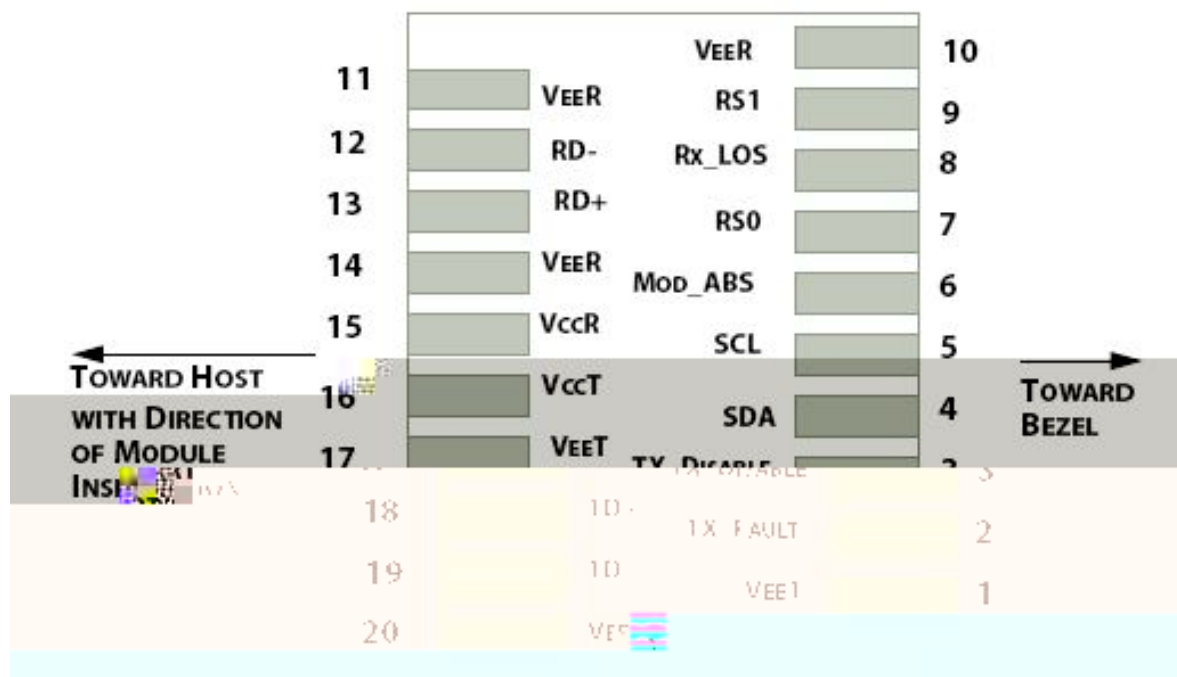 VEER 10
11 VEER
RS1 9
12 RD-
Rx_LOS 8
13 RD+
RS0 7
14 VEER
MOD_ABS 6
15 VccR
SCL 5
TOWARD HOST
WITH DIRECTION
OF MODULE
16 VccT
TOWARD
BEZEL
SDA 4
17 VEET
TX_DISABLE 3
18
TX_FAULT 2
19
1
20